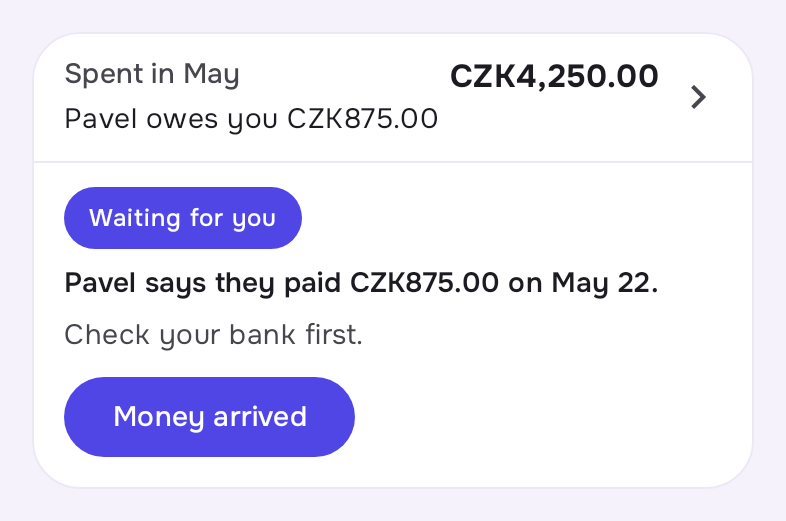 Spent in May
CZK4,250.00
Pavel owes you CZK875.00
Waiting for you
Pavel says they paid CZK875.00 on May 22.
Check your bank first.
Money arrived